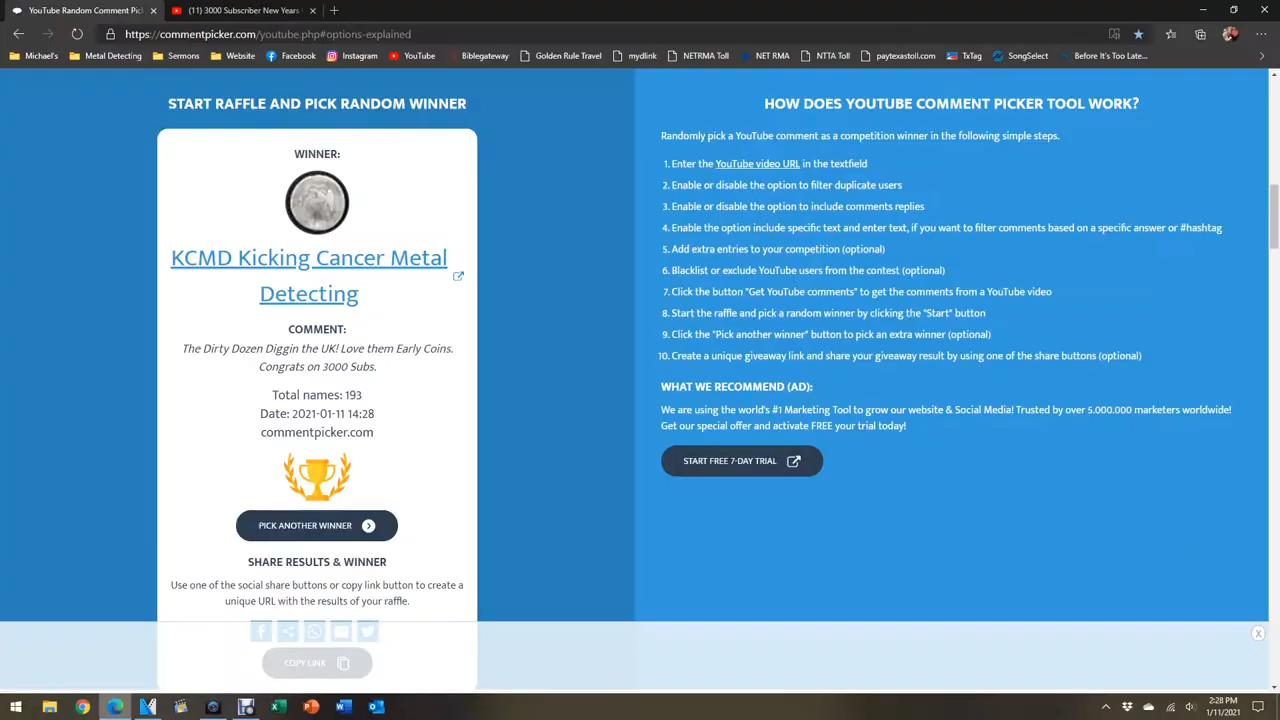 YouTube Random Comment Pic
(11) 3000 Subscriber New Years
https://commentpicker.com/youtube.php#options-explained
Michael's
Metal Detecting
Sermons
Website
Facebook
Instagram
YouTube
Biblegateway
Golden Rule Travel
mydlink
NETRMA Toll
NET RMA
NTTA Toll
paytexastoll.com
TxTag
SongSelect
Before It's Too Late...
START RAFFLE AND PICK RANDOM WINNER
WINNER:
KCMD Kicking Cancer Metal
Detecting
COMMENT:
The Dirty Dozen Diggin the UK! Love them Early Coins.
Congrats on 3000 Subs.
Total names: 193
Date: 2021-01-11 14:28
commentpicker.com
PICK ANOTHER WINNER
SHARE RESULTS & WINNER
Use one of the social share buttons or copy link button to create a
unique URL with the results of your raffle.
COPY LINK
HOW DOES YOUTUBE COMMENT PICKER TOOL WORK?
Randomly pick a YouTube comment as a competition winner in the following simple steps.
1. Enter the YouTube video URL in the textfield
2. Enable or disable the option to filter duplicate users
3. Enable or disable the option to include comments replies
4. Enable the option include specific text and enter text, if you want to filter comments based on a specific answer or #hashtag
5. Add extra entries to your competition (optional)
6. Blacklist or exclude YouTube users from the contest (optional)
7. Click the button "Get YouTube comments" to get the comments from a YouTube video
8. Start the raffle and pick a random winner by clicking the "Start" button
9. Click the "Pick another winner" button to pick an extra winner (optional)
10. Create a unique giveaway link and share your giveaway result by using one of the share buttons (optional)
WHAT WE RECOMMEND (AD):
We are using the world's #1 Marketing Tool to grow our website & Social Media! Trusted by over 5.000.000 marketers worldwide!
Get our special offer and activate FREE your trial today!
START FREE 7-DAY TRIAL
X
2:28 PM
1/11/2021